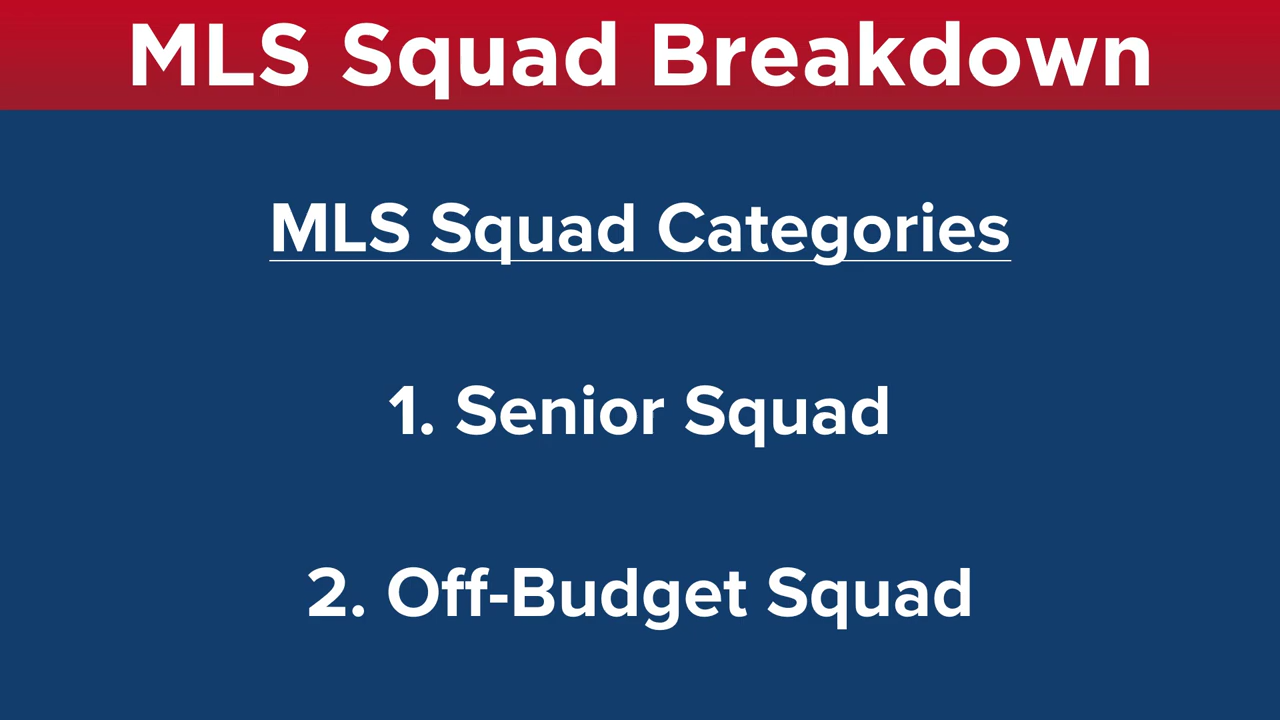 MLS Squad Breakdown
MLS Squad Categories
1. Senior Squad
2. Off-Budget Squad